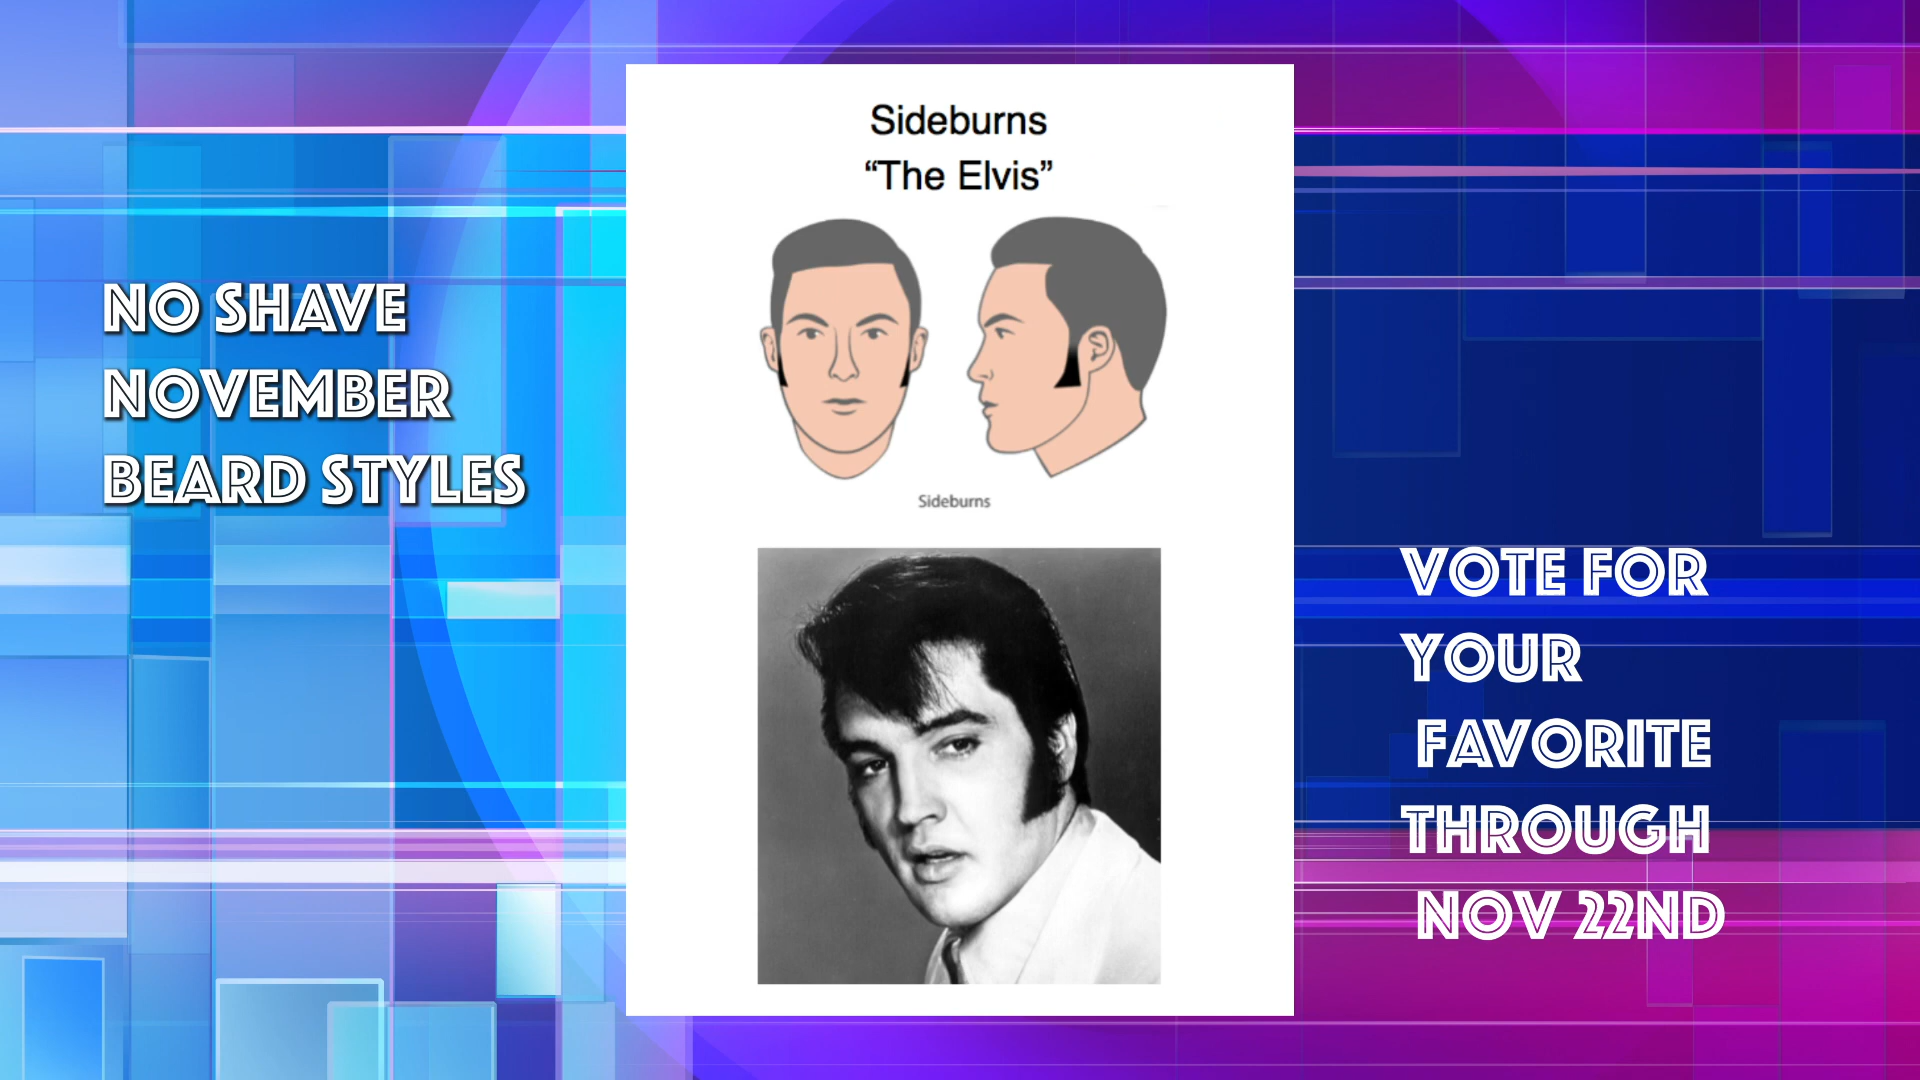 NO SHAVE
NOVEMBER
BEARD STYLES
Sideburns
“The Elvis”
Sideburns
VOTE FOR
YOUR
FAVORITE
THROUGH
NOV 22ND